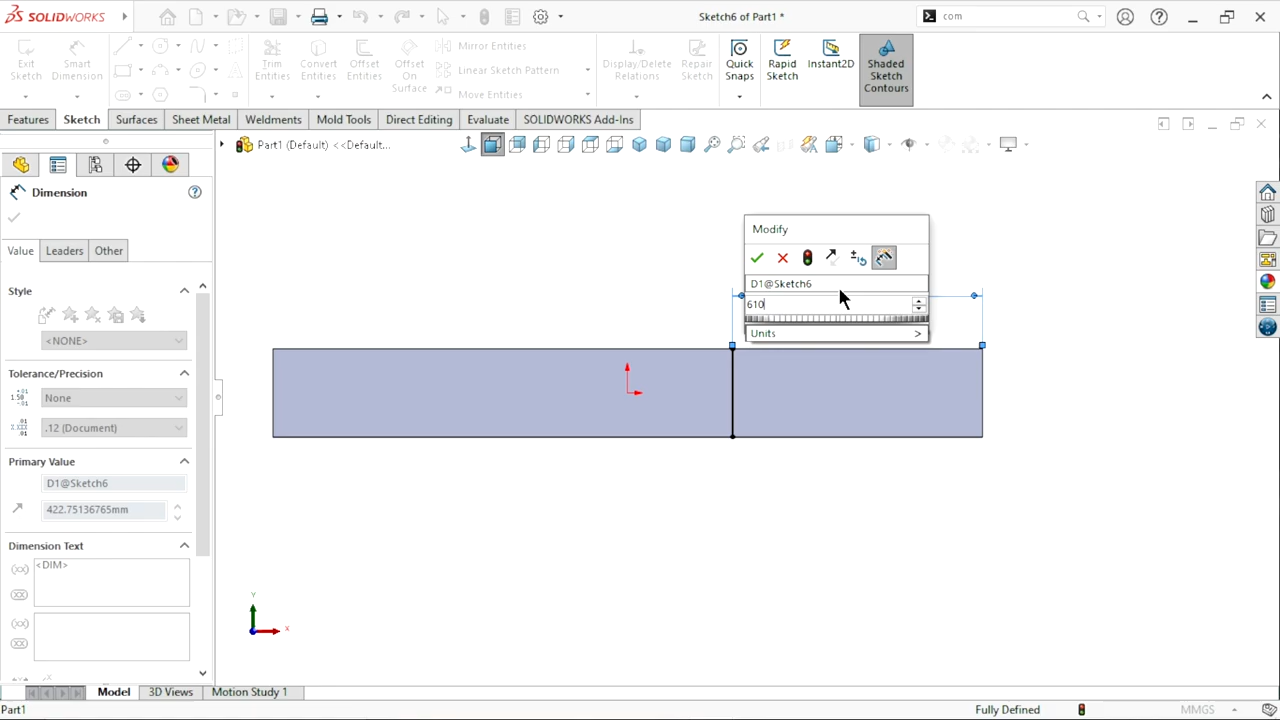 SOLIDWORKS
Sketch6 of Part1 *
com
Exit Sketch
Smart Dimension
Trim Entities
Convert Entities
Offset Entities
Offset On Surface
Mirror Entities
Linear Sketch Pattern
Move Entities
Display/Delete Relations
Repair Sketch
Quick Snaps
Rapid Sketch
Instant2D
Shaded Sketch Contours
Features
Sketch
Surfaces
Sheet Metal
Weldments
Mold Tools
Direct Editing
Evaluate
SOLIDWORKS Add-Ins
Part1 (Default) <<Default...
Dimension
Value
Leaders
Other
Style
<NONE>
Tolerance/Precision
None
.12 (Document)
Primary Value
D1@Sketch6
422.75136765mm
Dimension Text
<DIM>
Modify
D1@Sketch6
610
Units >
Y
X
Model
3D Views
Motion Study 1
Part1
Fully Defined
MMGS